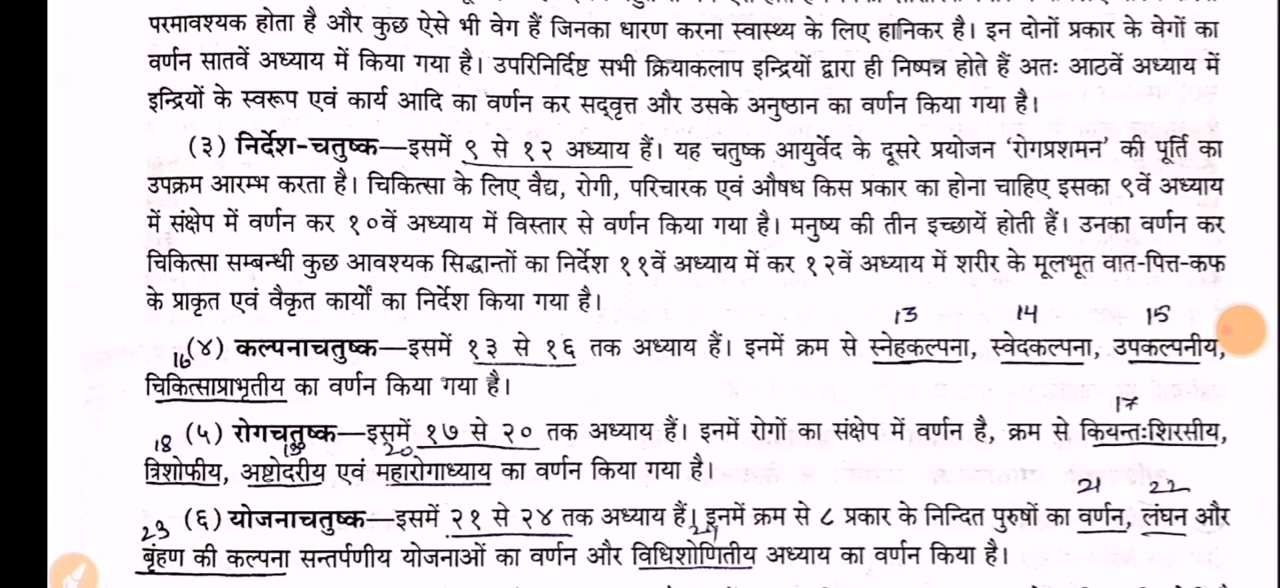 परमावश्यक होता है और कुछ ऐसे भी वेग हैं जिनका धारण करना स्वास्थ्य के लिए हानिकर है। इन दोनों प्रकार के वेगों का
वर्णन सातवें अध्याय में किया गया है। उपरिनिर्दिष्ट सभी क्रियाकलाप इन्द्रियों द्वारा ही निष्पन्न होते हैं अतः आठवें अध्याय में
इन्द्रियों के स्वरूप एवं कार्य आदि का वर्णन कर सद्वृत्त और उसके अनुष्ठान का वर्णन किया गया है।
(३) निर्देश-चतुष्क—इसमें ९ से १२ अध्याय हैं। यह चतुष्क आयुर्वेद के दूसरे प्रयोजन ‘रोगप्रशमन’ की पूर्ति का
उपक्रम आरम्भ करता है। चिकित्सा के लिए वैद्य, रोगी, परिचारक एवं औषध किस प्रकार का होना चाहिए इसका ९वें अध्याय
में संक्षेप में वर्णन कर १०वें अध्याय में विस्तार से वर्णन किया गया है। मनुष्य की तीन इच्छायें होती हैं। उनका वर्णन कर
चिकित्सा सम्बन्धी कुछ आवश्यक सिद्धान्तों का निर्देश ११वें अध्याय में कर १२वें अध्याय में शरीर के मूलभूत वात-पित्त-कफ
के प्राकृत एवं वैकृत कार्यों का निर्देश किया गया है।
13 14 15
(४) कल्पनाचतुष्क—इसमें १३ से १६ तक अध्याय हैं। इनमें क्रम से स्नेहकल्पना, स्वेदकल्पना, उपकल्पनीय,
16
चिकित्साप्राभृतीय का वर्णन किया गया है।
17
(५) रोगचतुष्क—इसमें १७ से २० तक अध्याय हैं। इनमें रोगों का संक्षेप में वर्णन है, क्रम से कियन्तःशिरसीय,
18 19 20
त्रिशोफीय, अष्टोदरीय एवं महारोगाध्याय का वर्णन किया गया है।
21 22
(६) योजनाचतुष्क—इसमें २१ से २४ तक अध्याय हैं। इनमें क्रम से ८ प्रकार के निन्दित पुरुषों का वर्णन, लंघन और
23 24
बृंहण की कल्पना सन्तर्पणीय योजनाओं का वर्णन और विधिशोणितीय अध्याय का वर्णन किया है।